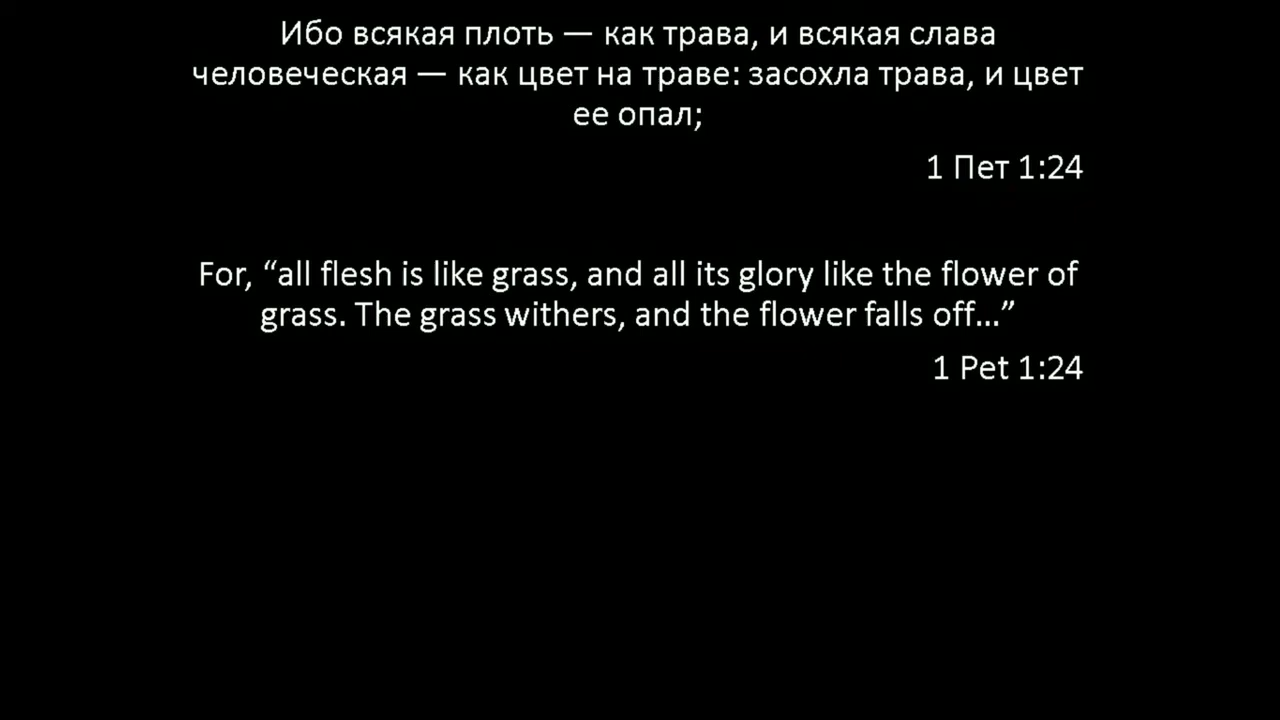 Ибо всякая плоть — как трава, и всякая слава
человеческая — как цвет на траве: засохла трава, и цвет
ее опал;
1 Пет 1:24
For, “all flesh is like grass, and all its glory like the flower of
grass. The grass withers, and the flower falls off...”
1 Pet 1:24